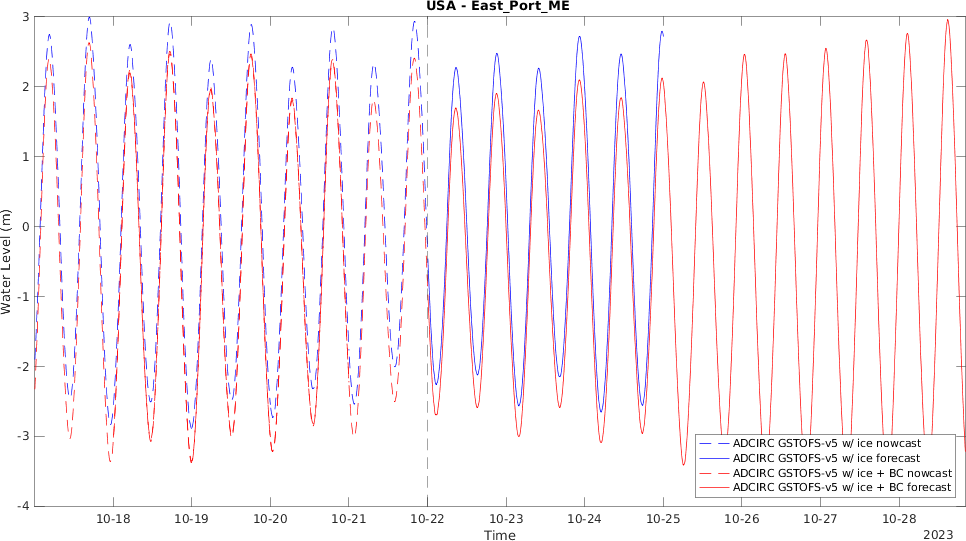 USA - East_Port_ME
Water Level (m)
3
2
1
0
-1
-2
-3
-4
ADCIRC GSTOFS-v5 w/ ice nowcast
ADCIRC GSTOFS-v5 w/ ice forecast
ADCIRC GSTOFS-v5 w/ ice + BC nowcast
ADCIRC GSTOFS-v5 w/ ice + BC forecast
10-18 10-19 10-20 10-21 10-22 10-23 10-24 10-25 10-26 10-27 10-28
Time
2023